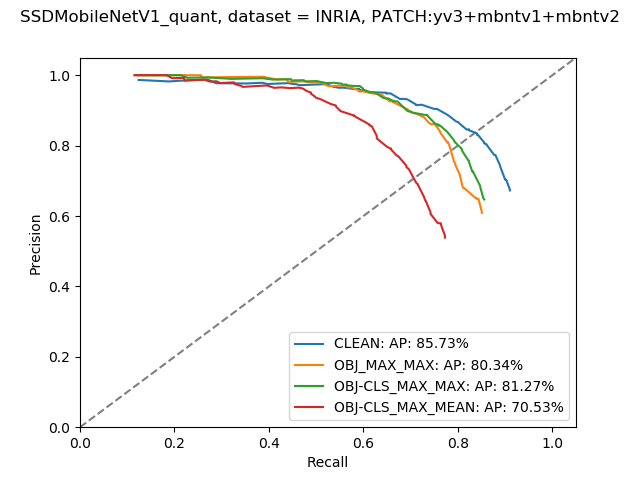 SSDMobileNetV1_quant, dataset = INRIA, PATCH:yv3+mbntv1+mbntv2
1.0
0.8
0.6
0.4
0.2
0.0
Precision
CLEAN: AP: 85.73%
OBJ_MAX_MAX: AP: 80.34%
OBJ-CLS_MAX_MAX: AP: 81.27%
OBJ-CLS_MAX_MEAN: AP: 70.53%
0.0 0.2 0.4 0.6 0.8 1.0
Recall